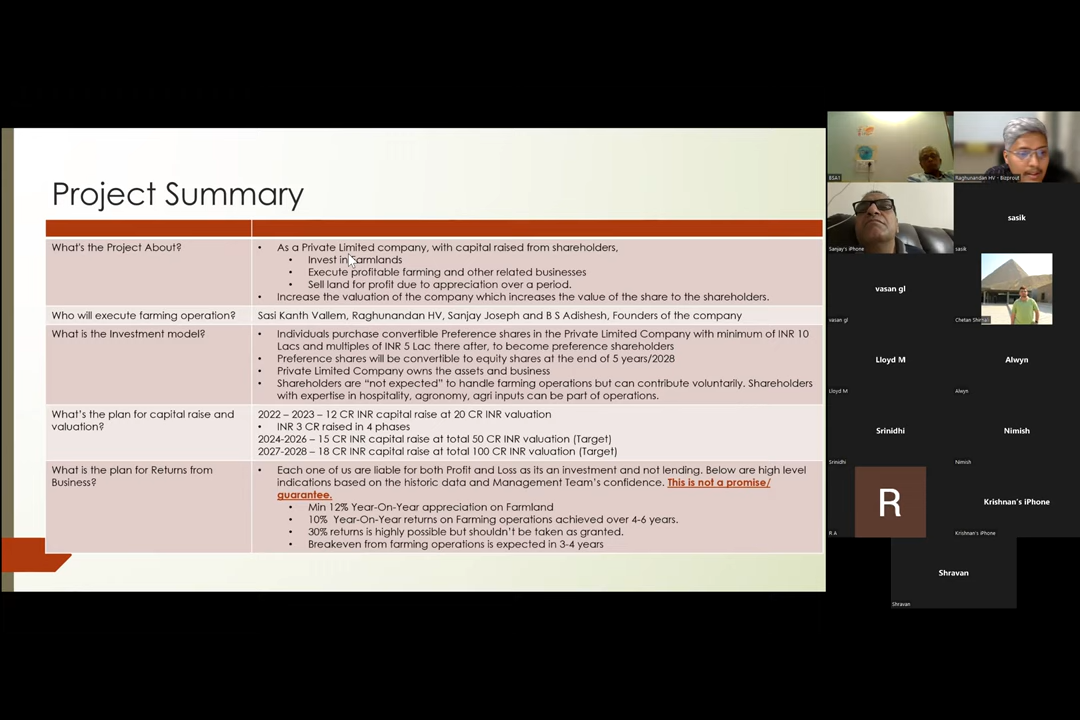 Project Summary
What's the Project About?
• As a Private Limited company, with capital raised from shareholders,
• Invest in Farmlands
• Execute profitable farming and other related businesses
• Sell land for profit due to appreciation over a period.
• Increase the valuation of the company which increases the value of the share to the shareholders.
Who will execute farming operation?
Sasi Kanth Vallem, Raghunandan HV, Sanjay Joseph and B S Adishesh, Founders of the company
What is the Investment model?
• Individuals purchase convertible Preference shares in the Private Limited Company with minimum of INR 10
Lacs and multiples of INR 5 Lac there after, to become preference shareholders
• Preference shares will be convertible to equity shares at the end of 5 years/2028
• Private Limited Company owns the assets and business
• Shareholders are “not expected” to handle farming operations but can contribute voluntarily. Shareholders
with expertise in hospitality, agronomy, agri inputs can be part of operations.
What's the plan for capital raise and
valuation?
2022 – 2023 – 12 CR INR capital raise at 20 CR INR valuation
• INR 3 CR raised in 4 phases
2024-2026 – 15 CR INR capital raise at total 50 CR INR valuation (Target)
2027-2028 – 18 CR INR capital raise at total 100 CR INR valuation (Target)
What is the plan for Returns from
Business?
• Each one of us are liable for both Profit and Loss as its an investment and not lending. Below are high level
indications based on the historic data and Management Team's confidence. This is not a promise/
guarantee.
• Min 12% Year-On-Year appreciation on Farmland
• 10% Year-On-Year returns on Farming operations achieved over 4-6 years.
• 30% returns is highly possible but shouldn't be taken as granted.
• Breakeven from farming operations is expected in 3-4 years
Raghunandan HV - Bizprout
Sanjay's iPhone
sasik
sasik
vasan gl
vasan gl
Chetan Shirhali
Lloyd M
Lloyd M
Alwyn
Alwyn
Srinidhi
Srinidhi
Nimish
Nimish
R
R A
Krishnan's iPhone
Krishnan's iPhone
Shravan
Shravan